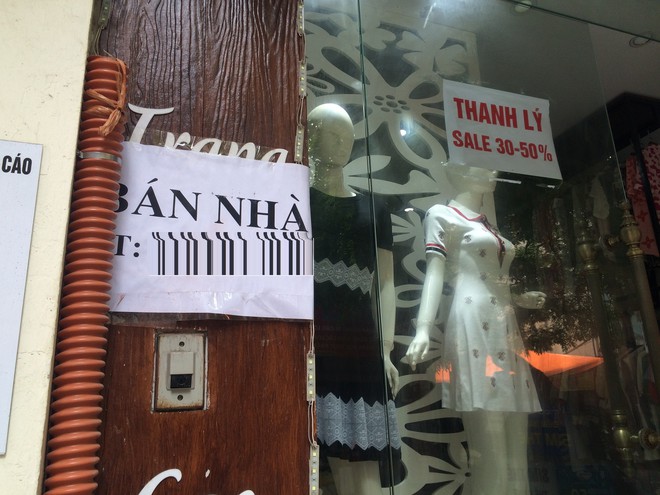 CÁO
Trang
BÁN NHÀ
T:
THANH LÝ
SALE 30-50%